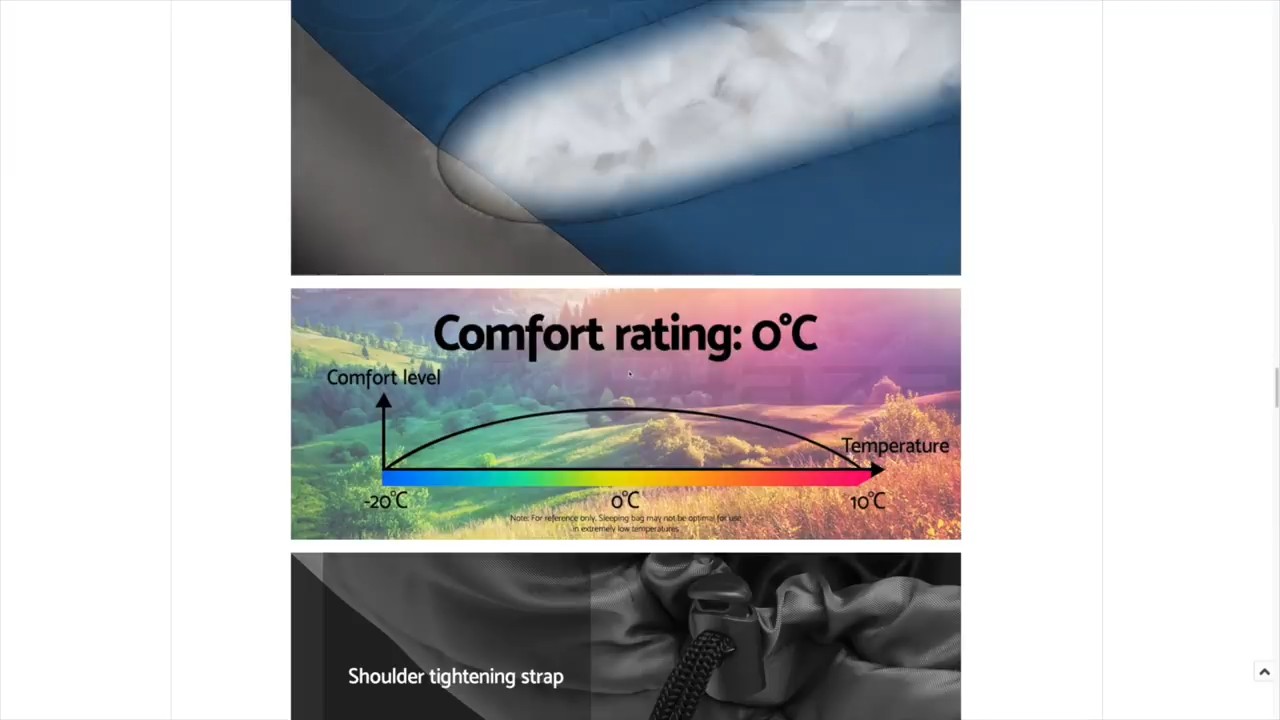 Comfort rating: 0°C
Comfort level
Temperature
-20°C
0°C
10°C
Note: For reference only. Sleeping bag may not be optimal for use
in extremely low temperatures
Shoulder tightening strap